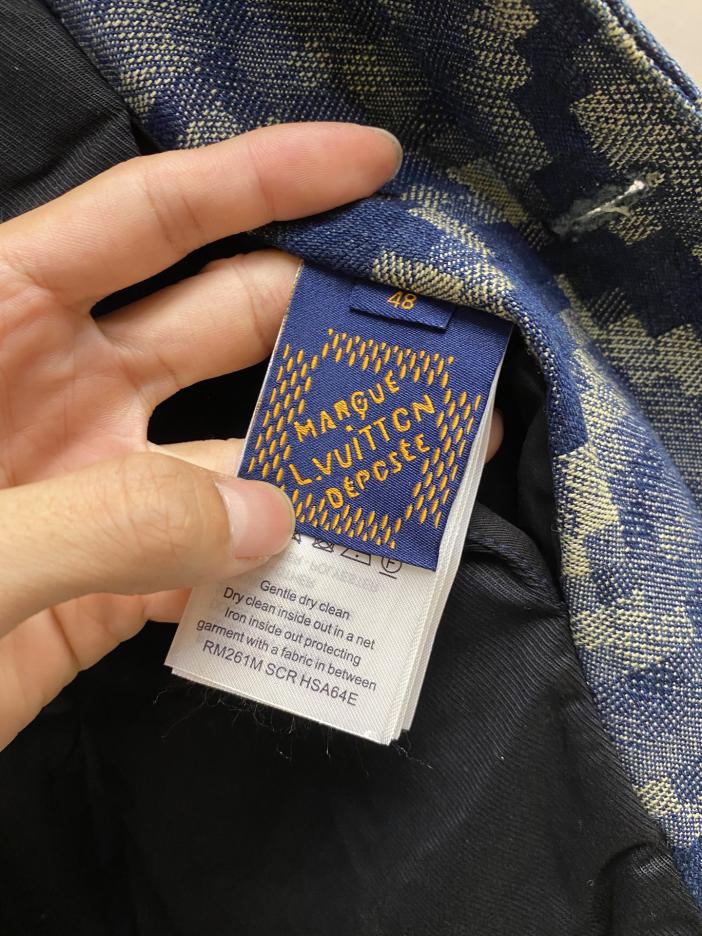 48
MARQUE
L.VUITTON
DÉPOSÉE
Gentle dry clean
Dry clean inside out in a net
Iron inside out protecting
garment with a fabric in between
RM261M SCR HSA64E